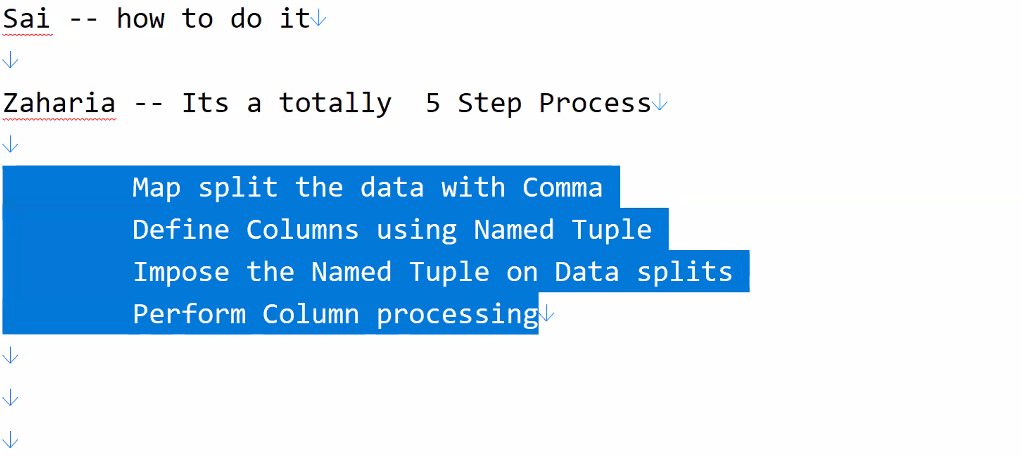 Sai -- how to do it
Zaharia -- Its a totally  5 Step Process
Map split the data with Comma
Define Columns using Named Tuple
Impose the Named Tuple on Data splits
Perform Column processing